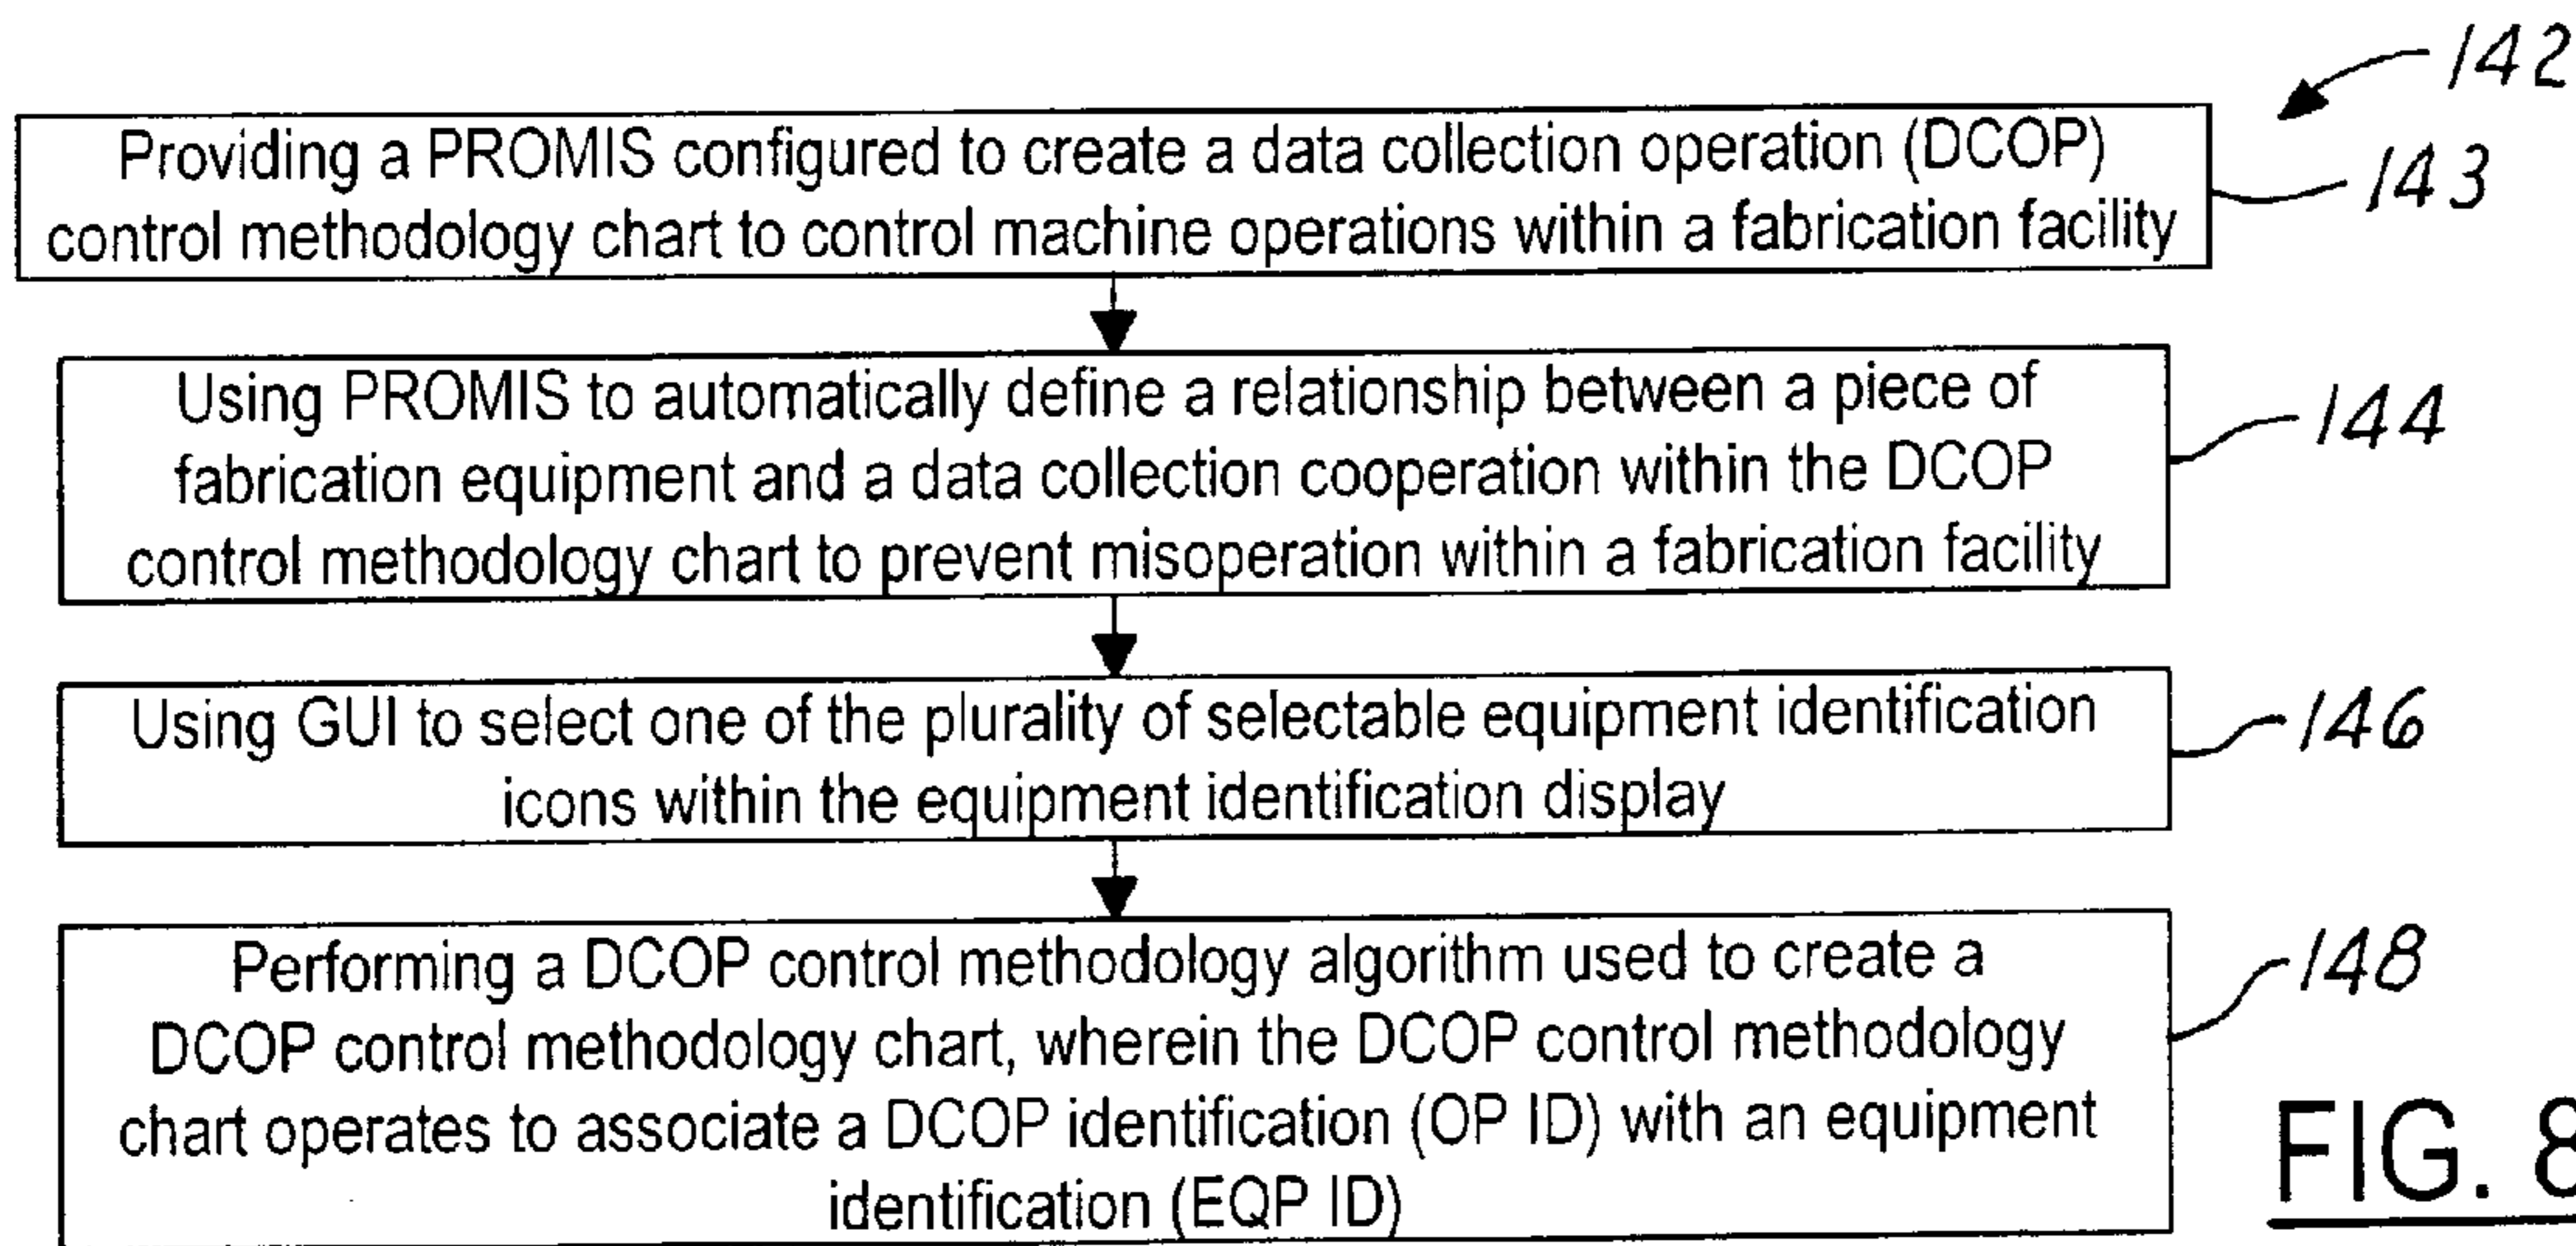 142
Providing a PROMIS configured to create a data collection operation (DCOP)
control methodology chart to control machine operations within a fabrication facility
143
Using PROMIS to automatically define a relationship between a piece of
fabrication equipment and a data collection cooperation within the DCOP
control methodology chart to prevent misoperation within a fabrication facility
144
Using GUI to select one of the plurality of selectable equipment identification
icons within the equipment identification display
146
Performing a DCOP control methodology algorithm used to create a
DCOP control methodology chart, wherein the DCOP control methodology
chart operates to associate a DCOP identification (OP ID) with an equipment
identification (EQP ID)
148
FIG. 8